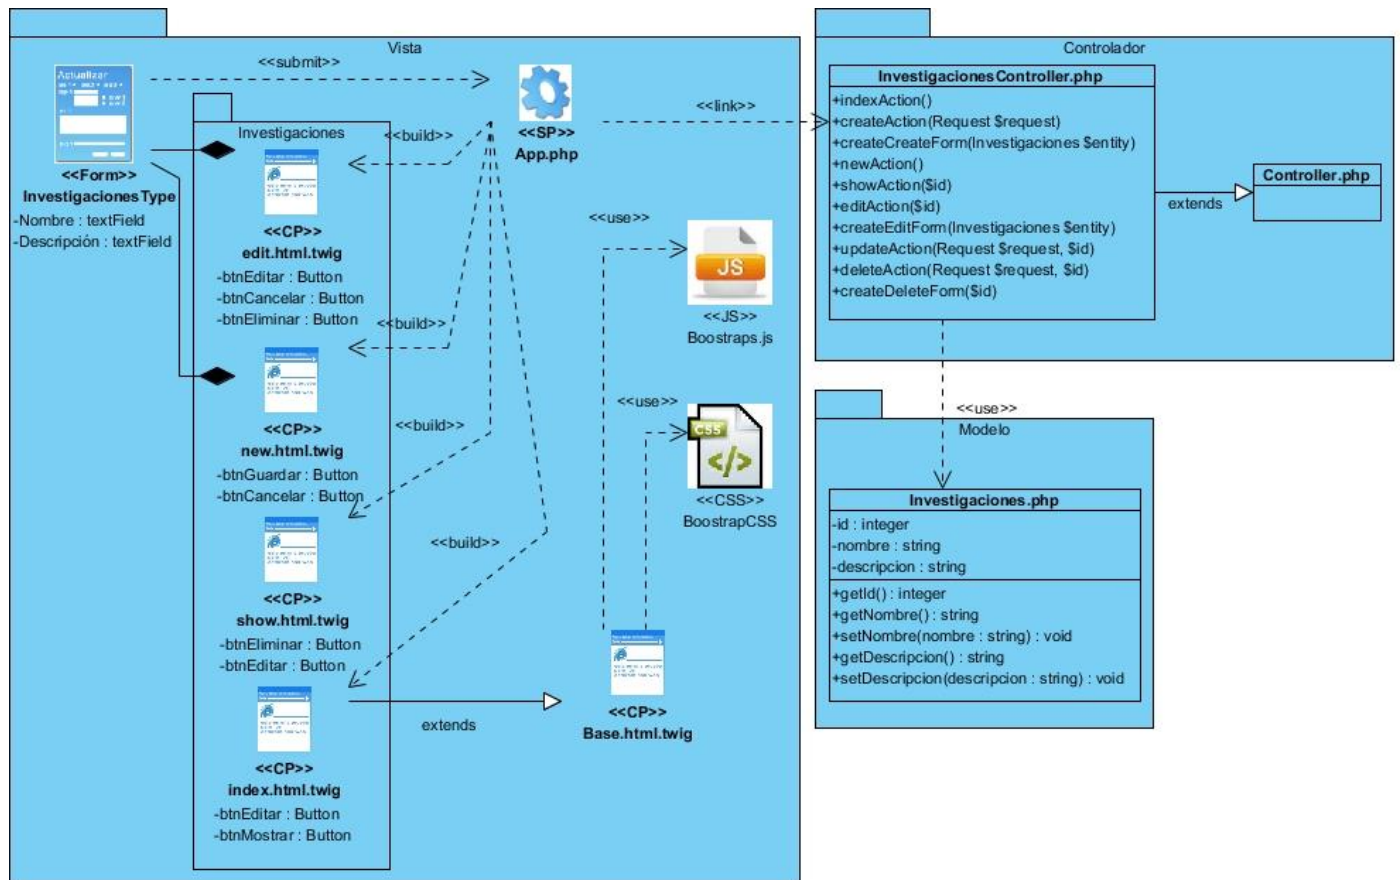 Vista
<<submit>>
Actualizar
<<Form>>
InvestigacionesType
-Nombre : textField
-Descripción : textField
Investigaciones
<<build>>
<<CP>>
edit.html.twig
-btnEditar : Button
-btnCancelar : Button
-btnEliminar : Button
<<build>>
<<CP>>
new.html.twig
-btnGuardar : Button
-btnCancelar : Button
<<build>>
<<CP>>
show.html.twig
-btnEliminar : Button
-btnEditar : Button
<<build>>
<<CP>>
index.html.twig
-btnEditar : Button
-btnMostrar : Button
extends
<<SP>>
App.php
<<link>>
<<use>>
JS
<<JS>>
Boostraps.js
<<use>>
CSS
</>
<<CSS>>
BoostrapCSS
<<CP>>
Base.html.twig
Controlador
InvestigacionesController.php
+indexAction()
+createAction(Request $request)
+createCreateForm(Investigaciones $entity)
+newAction()
+showAction($id)
+editAction($id)
+createEditForm(Investigaciones $entity)
+updateAction(Request $request, $id)
+deleteAction(Request $request, $id)
+createDeleteForm($id)
extends
Controller.php
<<use>>
Modelo
Investigaciones.php
-id : integer
-nombre : string
-descripcion : string
+getId() : integer
+getNombre() : string
+setNombre(nombre : string) : void
+getDescripcion() : string
+setDescripcion(descripcion : string) : void